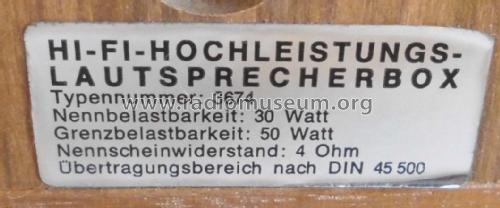 HI-FI-HOCHLEISTUNGS-
LAUTSPRECHERBOX
Typennummer:
www.radiomuseum.org
Nennbelastbarkeit: 30 Watt
Grenzbelastbarkeit: 50 Watt
Nennscheinwiderstand: 4 Ohm
Übertragungsbereich nach DIN 45 500